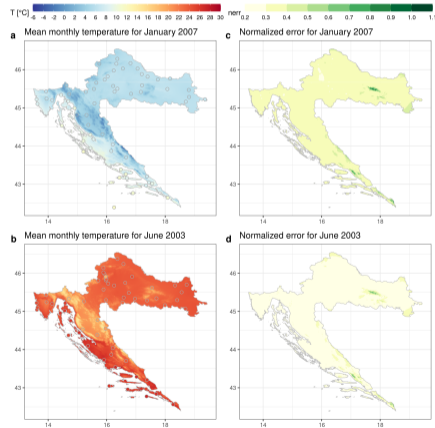 T [°C] -6 -4 -2 0 2 4 6 8 10 12 14 16 18 20 22 24 26 28 30
nerr 0.2 0.3 0.4 0.5 0.6 0.7 0.8 0.9 1.0 1.1
a Mean monthly temperature for January 2007
46
45
44
43
14 16 18
c Normalized error for January 2007
46
45
44
43
14 16 18
b Mean monthly temperature for June 2003
46
45
44
43
14 16 18
d Normalized error for June 2003
46
45
44
43
14 16 18